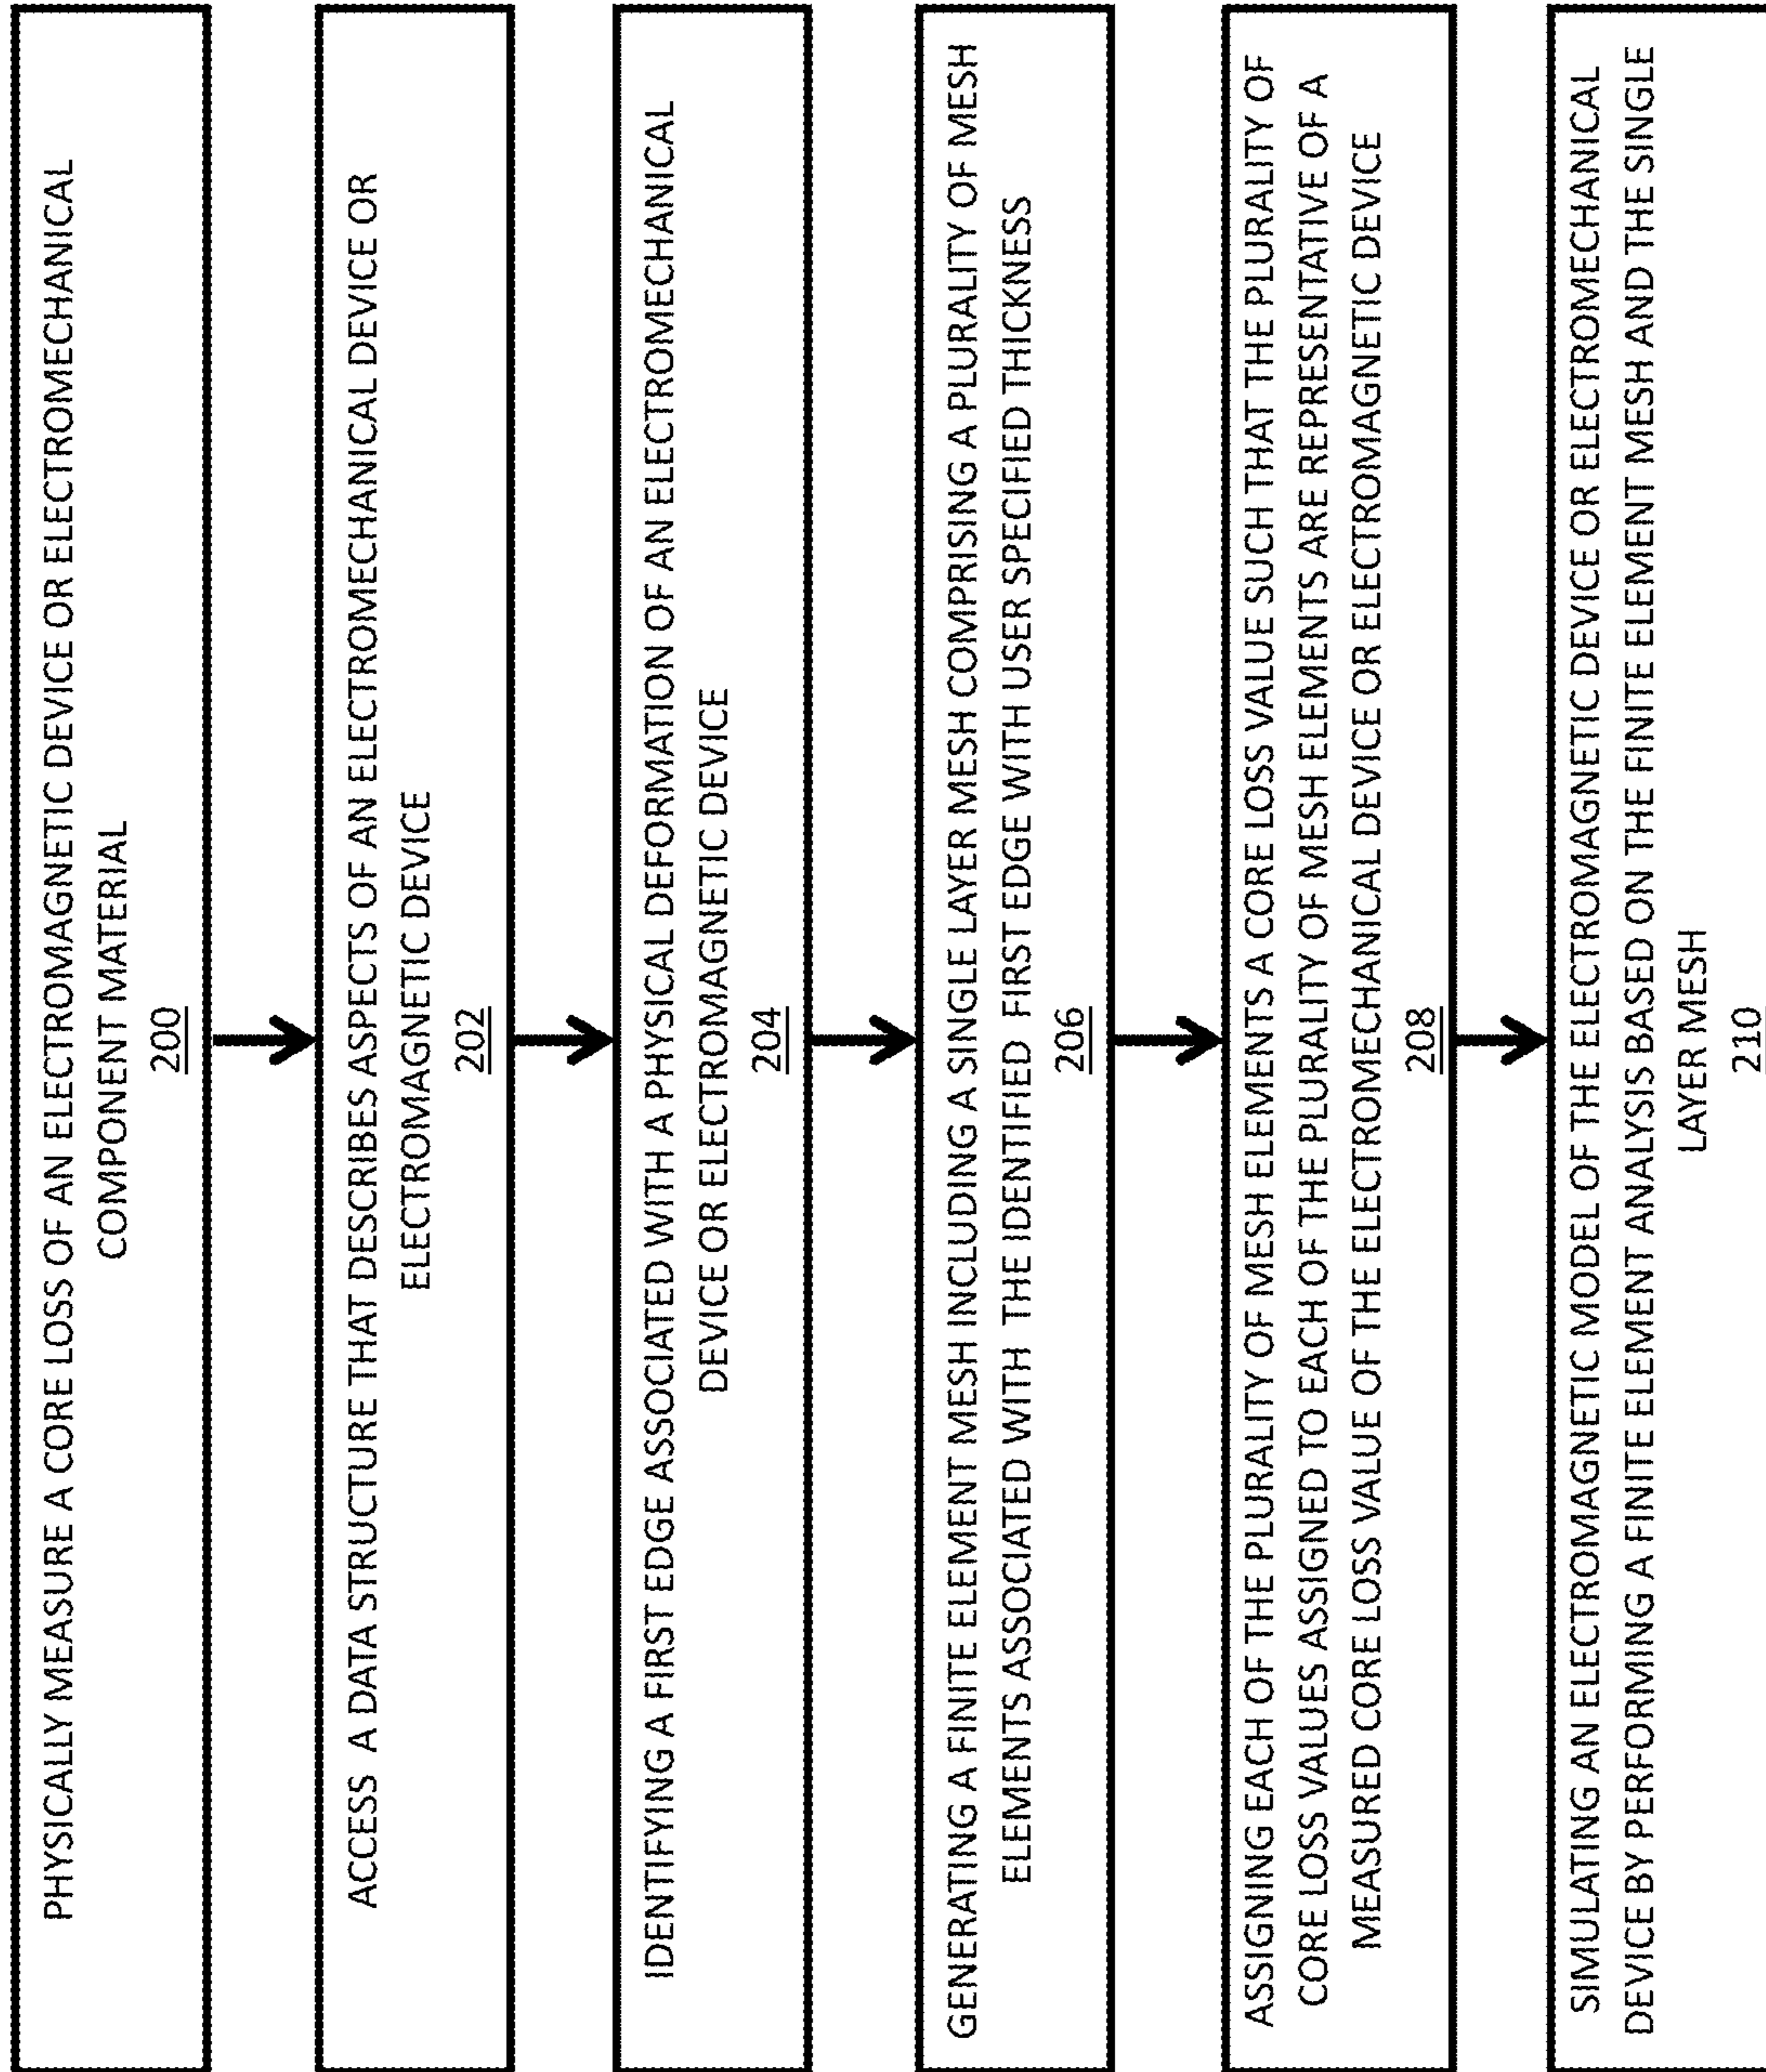 PHYSICALLY MEASURE A CORE LOSS OF AN ELECTROMAGNETIC DEVICE OR ELECTROMECHANICAL
COMPONENT MATERIAL
200
ACCESS A DATA STRUCTURE THAT DESCRIBES ASPECTS OF AN ELECTROMECHANICAL DEVICE OR
ELECTROMAGNETIC DEVICE
202
IDENTIFYING A FIRST EDGE ASSOCIATED WITH A PHYSICAL DEFORMATION OF AN ELECTROMECHANICAL
DEVICE OR ELECTROMAGNETIC DEVICE
204
GENERATING A FINITE ELEMENT MESH INCLUDING A SINGLE LAYER MESH COMPRISING A PLURALITY OF MESH
ELEMENTS ASSOCIATED WITH THE IDENTIFIED FIRST EDGE WITH USER SPECIFIED THICKNESS
206
ASSIGNING EACH OF THE PLURALITY OF MESH ELEMENTS A CORE LOSS VALUE SUCH THAT THE PLURALITY OF
CORE LOSS VALUES ASSIGNED TO EACH OF THE PLURALITY OF MESH ELEMENTS ARE REPRESENTATIVE OF A
MEASURED CORE LOSS VALUE OF THE ELECTROMECHANICAL DEVICE OR ELECTROMAGNETIC DEVICE
208
SIMULATING AN ELECTROMAGNETIC MODEL OF THE ELECTROMAGNETIC DEVICE OR ELECTROMECHANICAL
DEVICE BY PERFORMING A FINITE ELEMENT ANALYSIS BASED ON THE FINITE ELEMENT MESH AND THE SINGLE
LAYER MESH
210